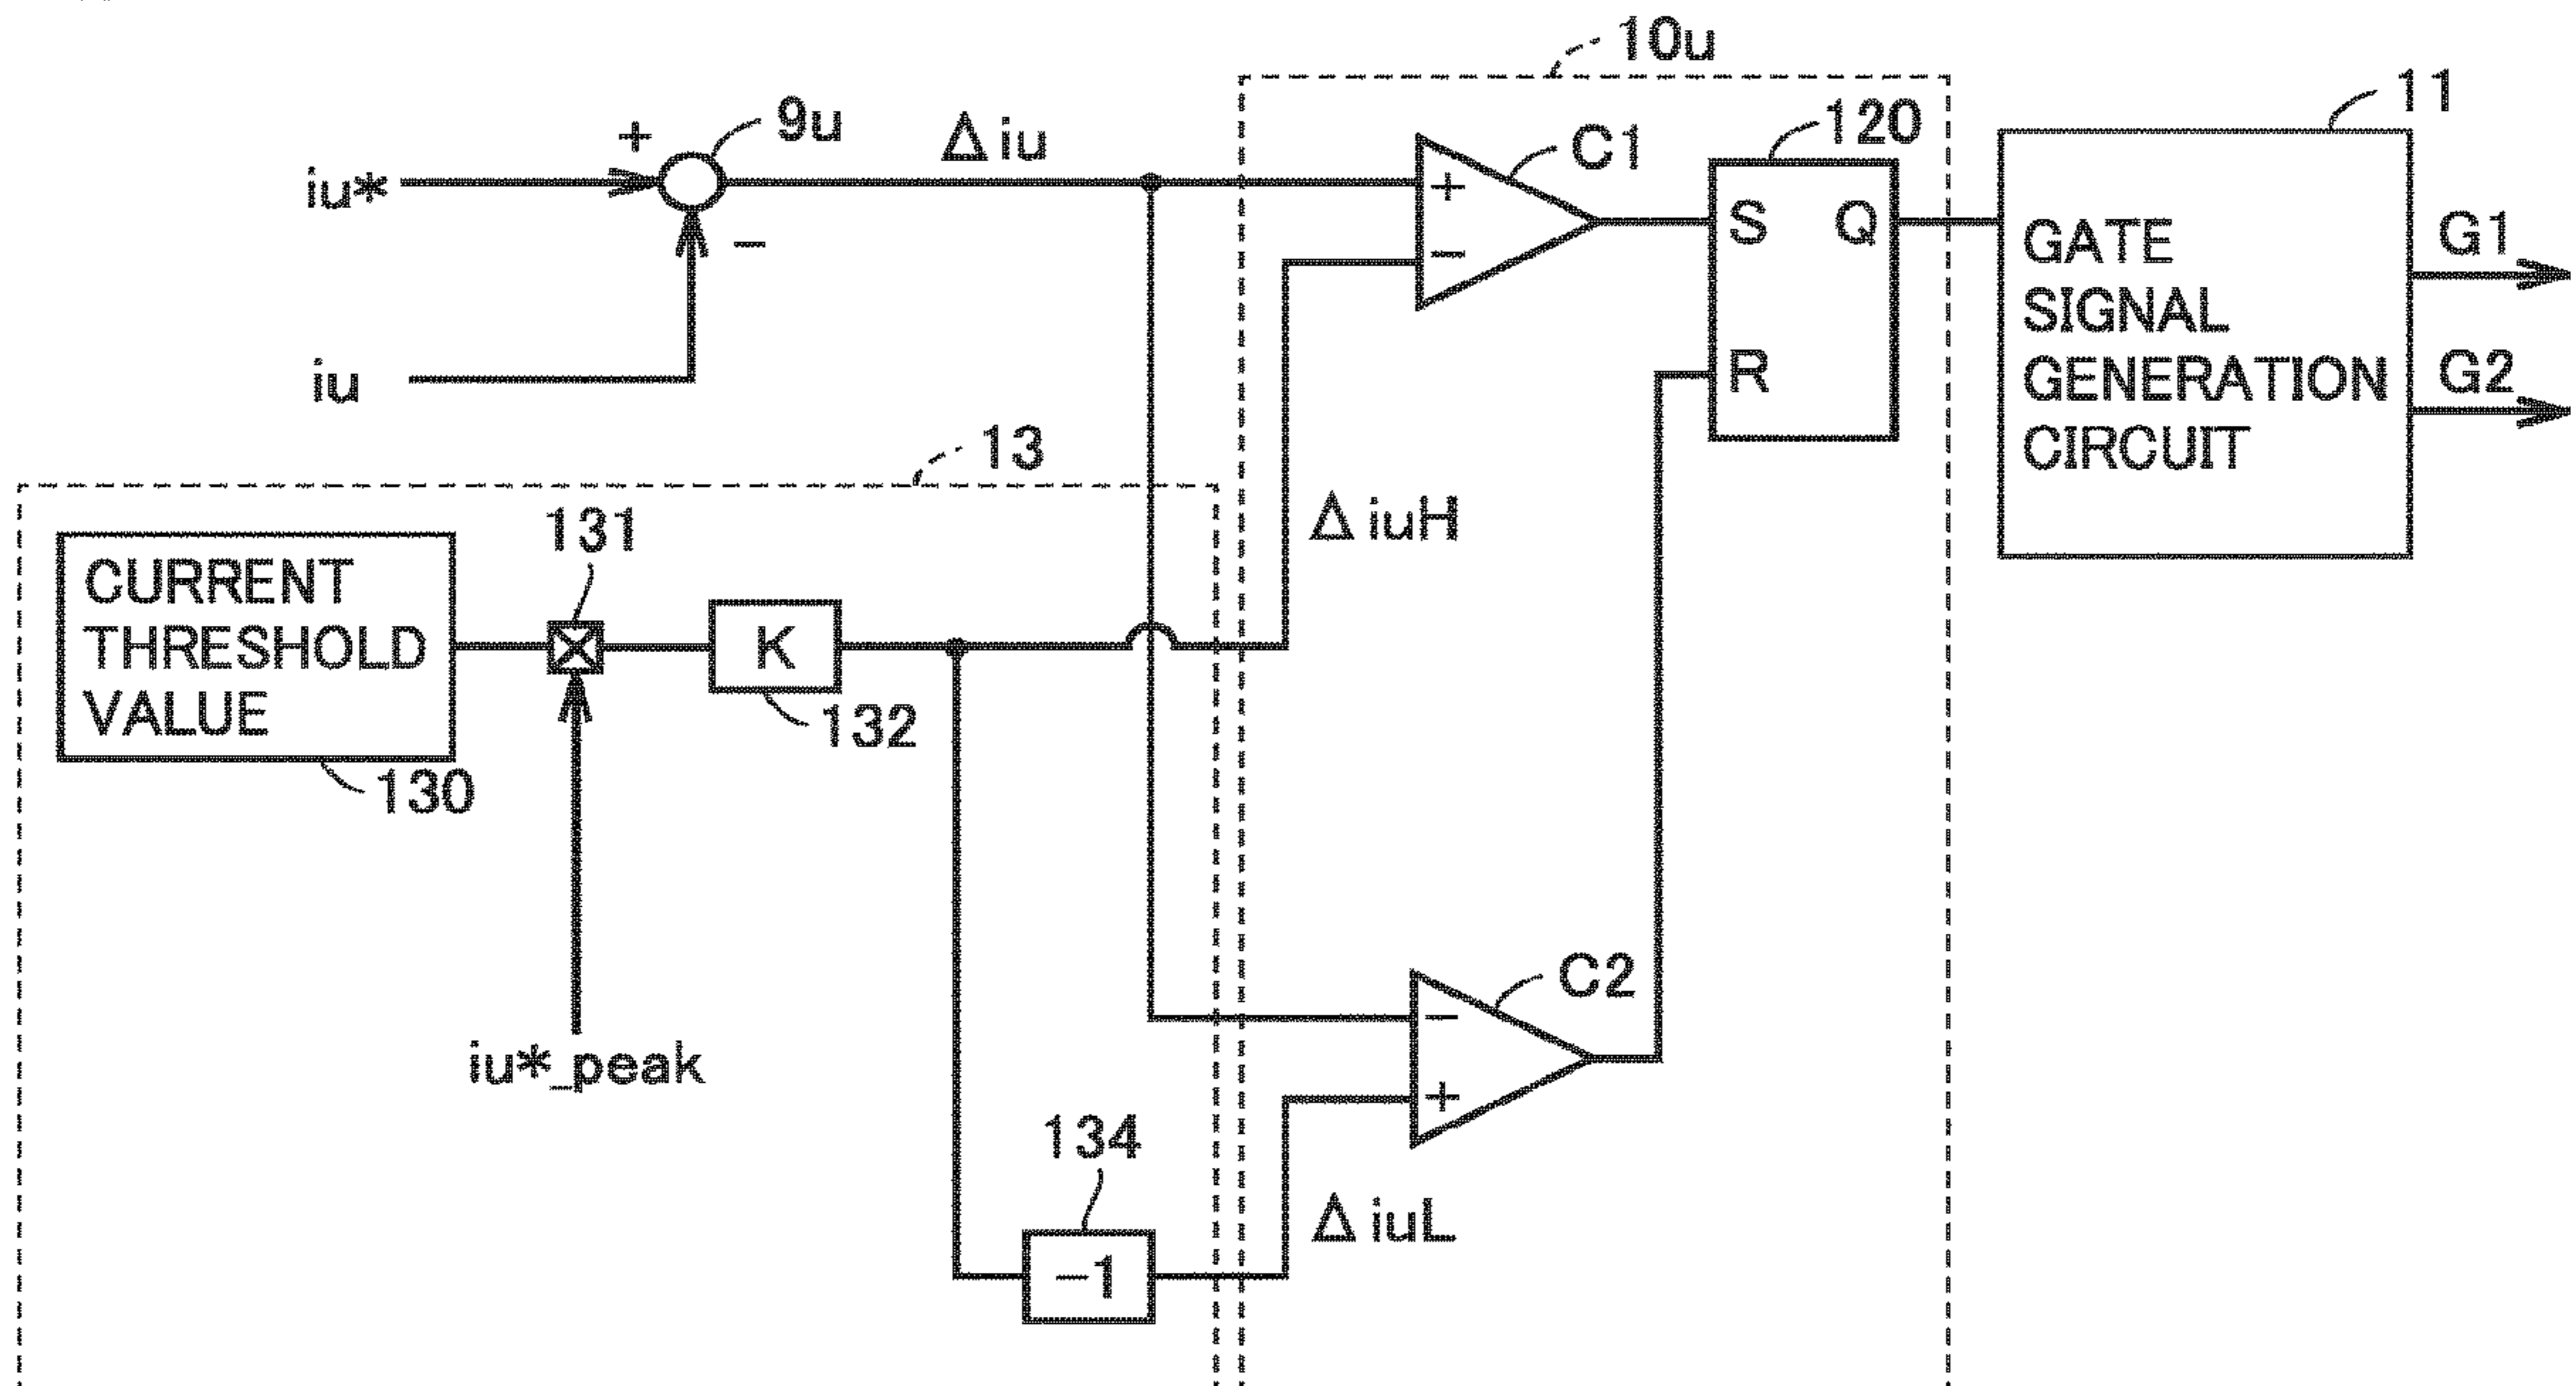 10u
11
+
9u
Δiu
C1
120
iu*
+
−
S
Q
GATE
SIGNAL
GENERATION
CIRCUIT
G1
G2
−
iu
R
13
131
ΔiuH
CURRENT
THRESHOLD
VALUE
K
132
130
C2
iu*_peak
−
+
134
ΔiuL
−1